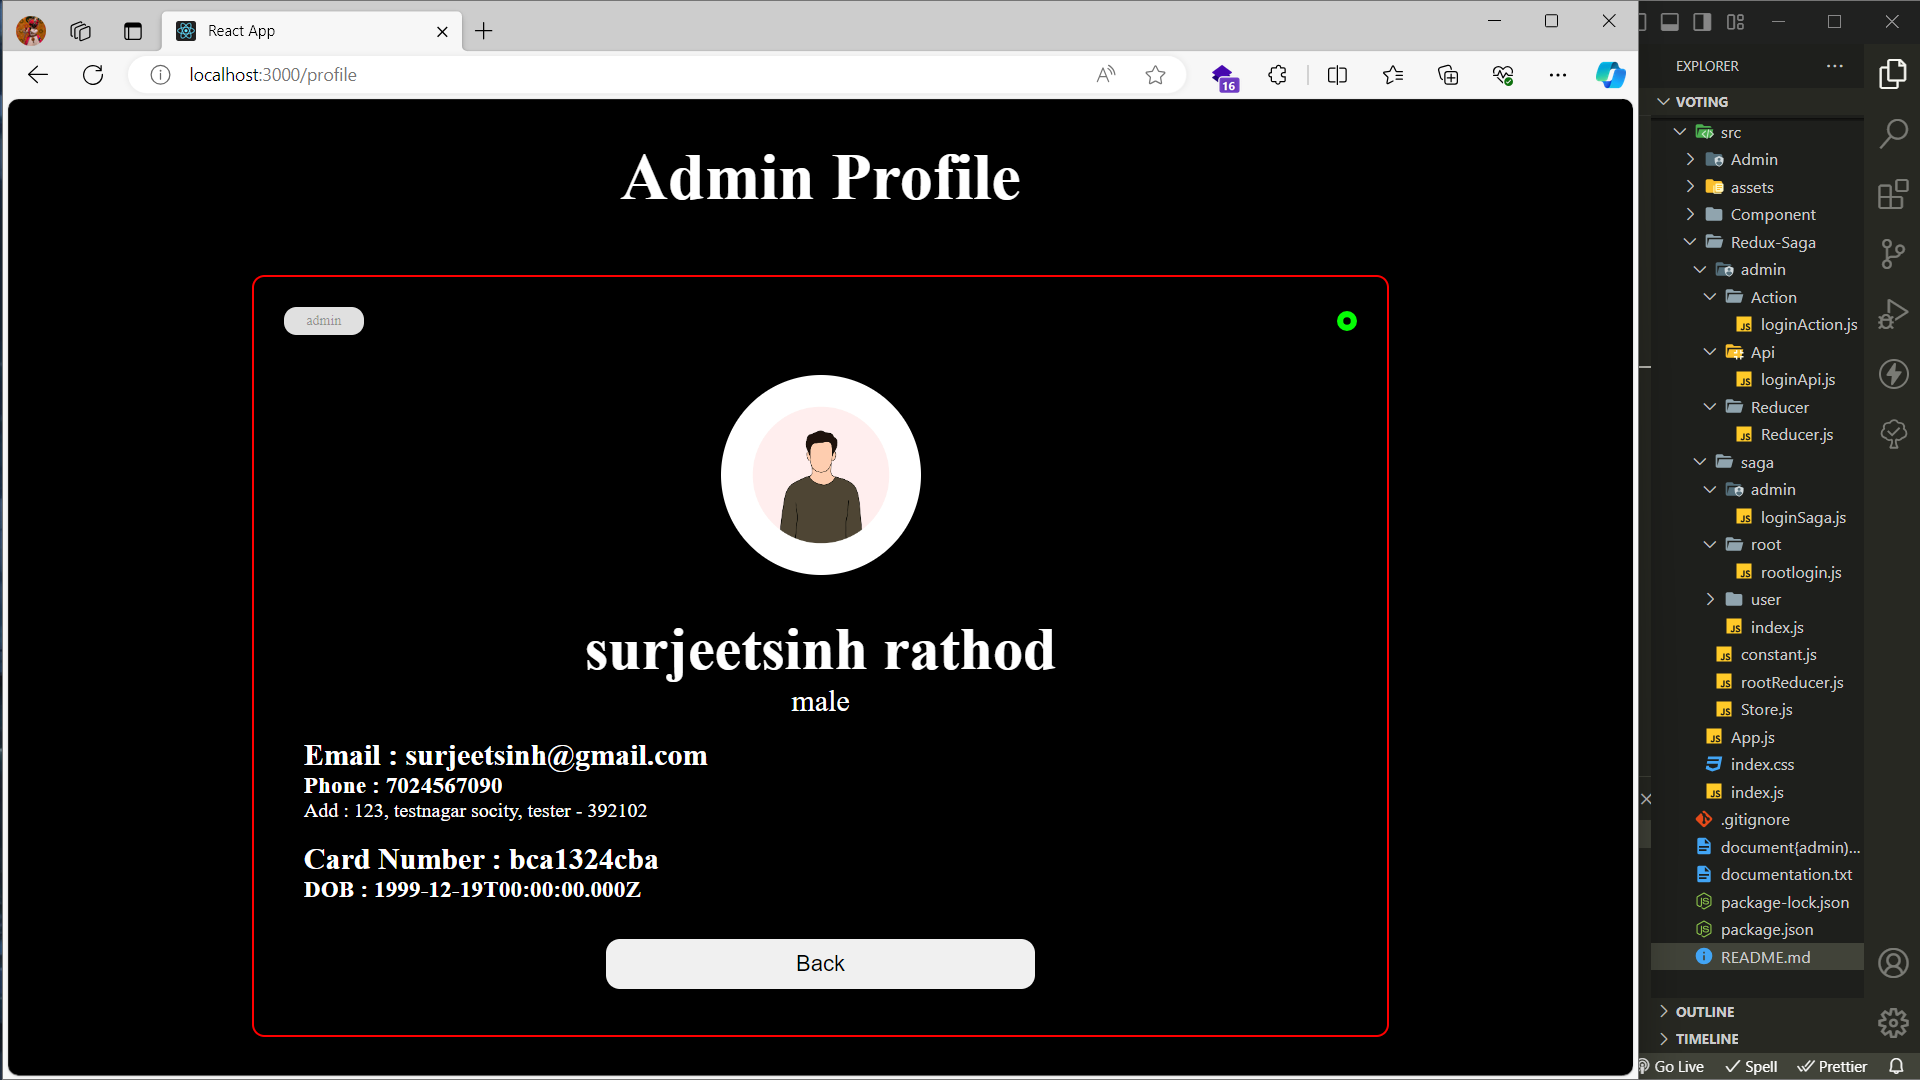 React App
localhost:3000/profile
16
Admin Profile
admin
surjeetsinh rathod
male
Email : surjeetsinh@gmail.com
Phone : 7024567090
Add : 123, testnagar socity, tester - 392102
Card Number : bca1324cba
DOB : 1999-12-19T00:00:00.000Z
Back
EXPLORER
VOTING
src
Admin
assets
Component
Redux-Saga
admin
Action
loginAction.js
Api
loginApi.js
Reducer
Reducer.js
saga
admin
loginSaga.js
root
rootlogin.js
user
index.js
constant.js
rootReducer.js
Store.js
App.js
index.css
index.js
.gitignore
document{admin)...
documentation.txt
package-lock.json
package.json
README.md
OUTLINE
TIMELINE
Go Live Spell Prettier